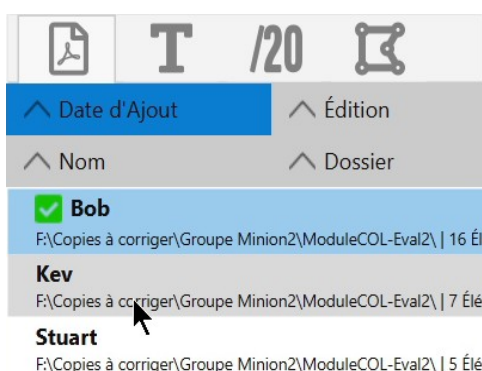 T /20
Date d'Ajout Édition
Nom Dossier
Bob
F:\Copies à corriger\Groupe Minion2\ModuleCOL-Eval2\ | 16 Él
Kev
F:\Copies à corriger\Groupe Minion2\ModuleCOL-Eval2\ | 7 Élé
Stuart
F:\Copies à corriger\Groupe Minion2\ModuleCOL-Eval2\ | 5 Élé